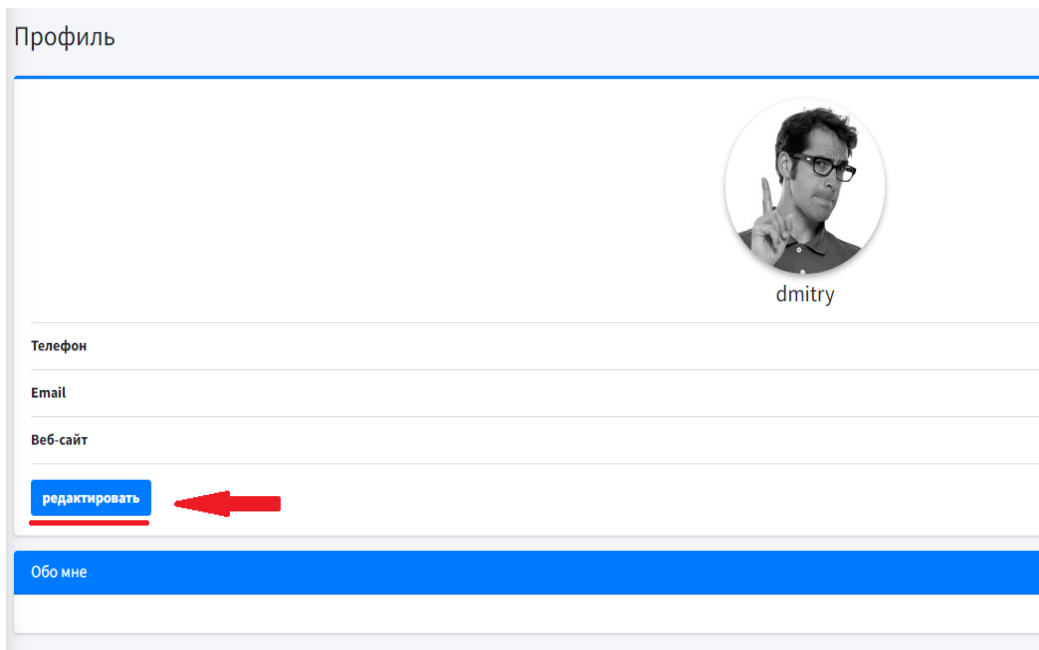 Профиль
dmitry
Телефон
Email
Веб-сайт
редактировать
Обо мне